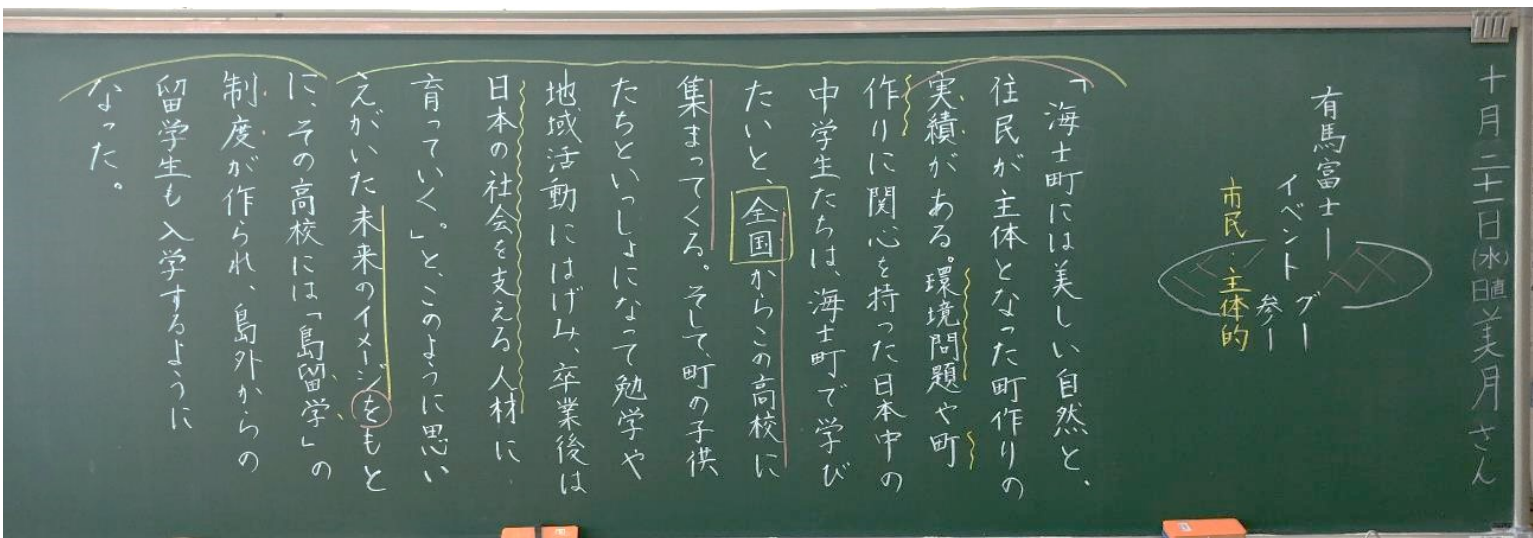 十月二十一日(水)日直美月さん
有馬富士ー
イベント
グー
参ー
市民・主体的
「海士町には美しい自然と、
住民が主体となった町作りの
実績がある。環境問題や町
作りに関心を持った日本中の
中学生たちは、海士町で学び
たいと、全国からこの高校に
集まってくる。そして、町の子供
たちといっしょになって勉学や
地域活動にはげみ、卒業後は
日本の社会を支える人材に
育っていく。」と、このように思い
えがいた未来のイメージをもと
に、その高校には「島留学」の
制度が作られ、島外からの
留学生も入学するように
なった。